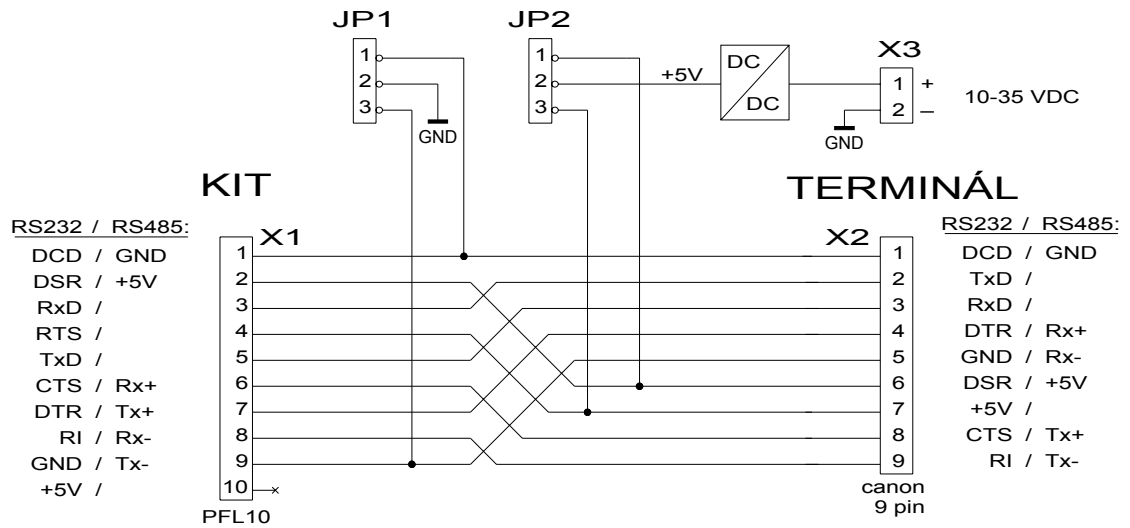 JP1
1
2
3
GND
JP2
1
2
3
+5V
DC
DC
X3
1 +
2 –
10-35 VDC
GND
KIT
RS232 / RS485:
DCD / GND
DSR / +5V
RxD /
RTS /
TxD /
CTS / Rx+
DTR / Tx+
RI / Rx-
GND / Tx-
+5V /
X1
1
2
3
4
5
6
7
8
9
10
PFL10
TERMINÁL
X2
1
2
3
4
5
6
7
8
9
canon
9 pin
RS232 / RS485:
DCD / GND
TxD /
RxD /
DTR / Rx+
GND / Rx-
DSR / +5V
+5V /
CTS / Tx+
RI / Tx-